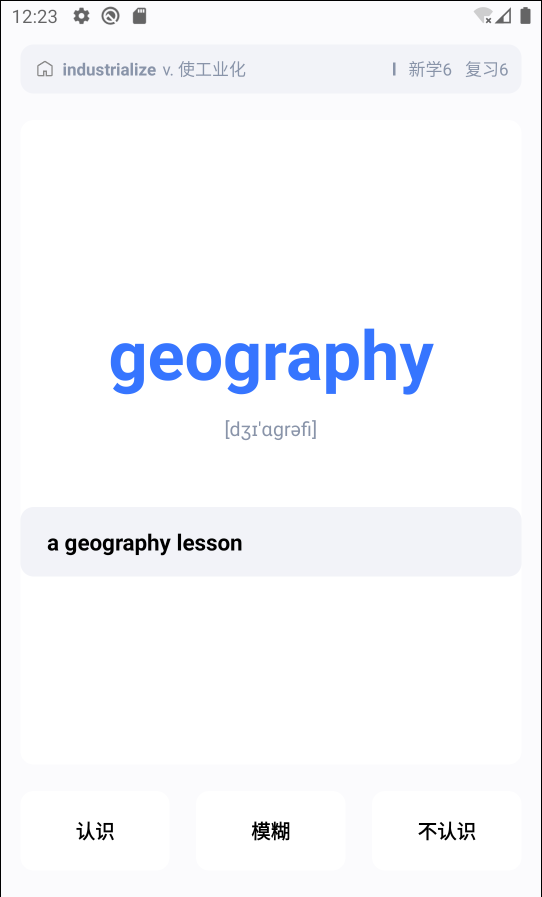 12:23
industrialize v. 使工业化 新学6 复习6
geography
[dʒɪˈɑɡrəfi]
a geography lesson
认识 模糊 不认识